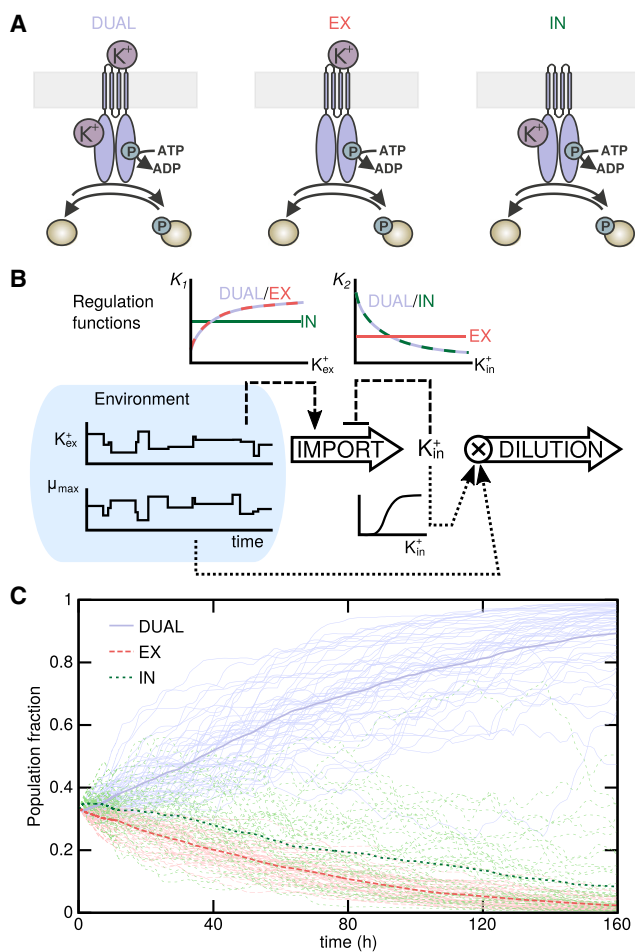 A
DUAL
EX
IN
K+
K+
K+
K+
P
ATP
ADP
P
ATP
ADP
P
ATP
ADP
P
P
P
B
Regulation
functions
K1
DUAL/EX
IN
K+ex
K2
DUAL/IN
EX
K+in
Environment
K+ex
μmax
time
IMPORT
K+in
×
DILUTION
K+in
C
Population fraction
1
0.8
0.6
0.4
0.2
0
DUAL
EX
IN
0
40
80
120
160
time (h)